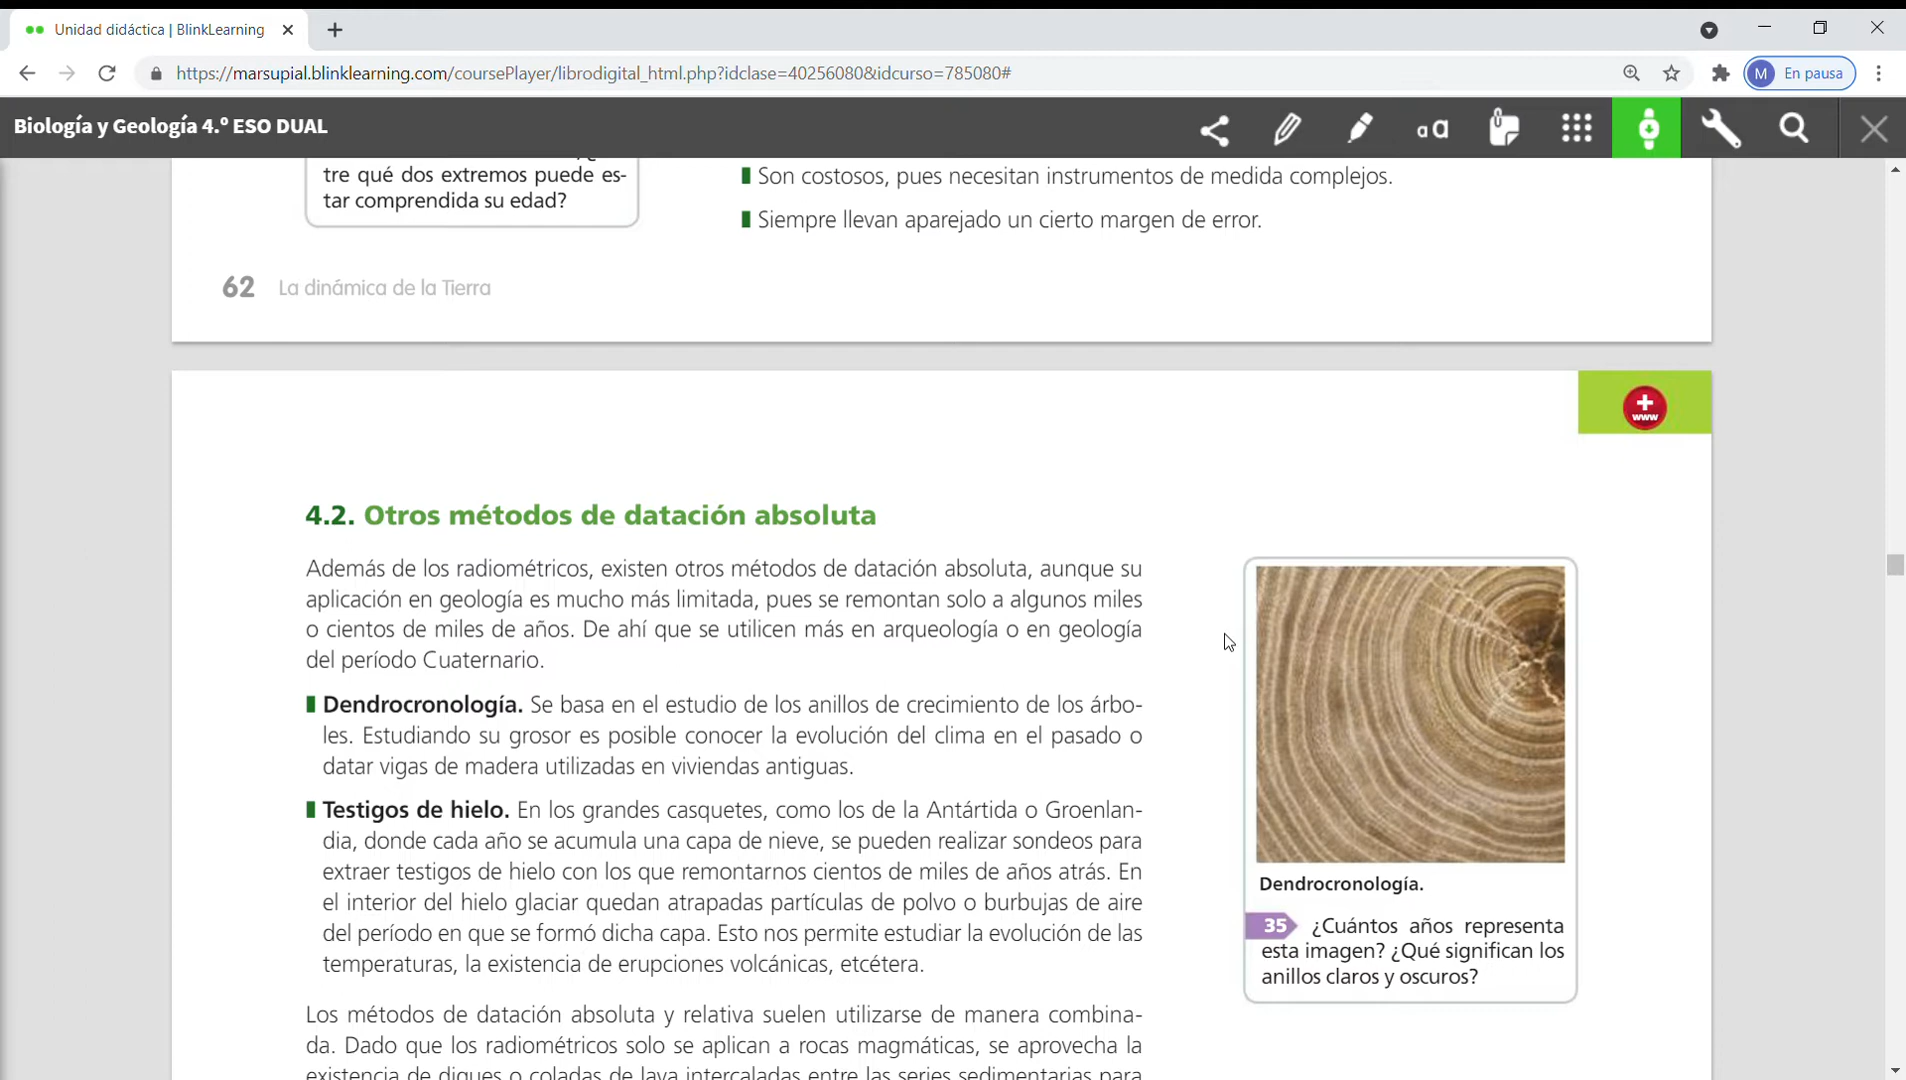 Unidad didáctica | BlinkLearning
https://marsupial.blinklearning.com/coursePlayer/librodigital_html.php?idclase=40256080&idcurso=785080#
M En pausa
Biología y Geología 4.º ESO DUAL
a a
tre qué dos extremos puede es-
tar comprendida su edad?
Son costosos, pues necesitan instrumentos de medida complejos.
Siempre llevan aparejado un cierto margen de error.
62 La dinámica de la Tierra
+
www
4.2. Otros métodos de datación absoluta
Además de los radiométricos, existen otros métodos de datación absoluta, aunque su
aplicación en geología es mucho más limitada, pues se remontan solo a algunos miles
o cientos de miles de años. De ahí que se utilicen más en arqueología o en geología
del período Cuaternario.
Dendrocronología. Se basa en el estudio de los anillos de crecimiento de los árbo-
les. Estudiando su grosor es posible conocer la evolución del clima en el pasado o
datar vigas de madera utilizadas en viviendas antiguas.
Testigos de hielo. En los grandes casquetes, como los de la Antártida o Groenlan-
dia, donde cada año se acumula una capa de nieve, se pueden realizar sondeos para
extraer testigos de hielo con los que remontarnos cientos de miles de años atrás. En
el interior del hielo glaciar quedan atrapadas partículas de polvo o burbujas de aire
del período en que se formó dicha capa. Esto nos permite estudiar la evolución de las
temperaturas, la existencia de erupciones volcánicas, etcétera.
Los métodos de datación absoluta y relativa suelen utilizarse de manera combina-
da. Dado que los radiométricos solo se aplican a rocas magmáticas, se aprovecha la
existencia de diques o coladas de lava intercaladas entre las series sedimentarias para
Dendrocronología.
35 ¿Cuántos años representa
esta imagen? ¿Qué significan los
anillos claros y oscuros?